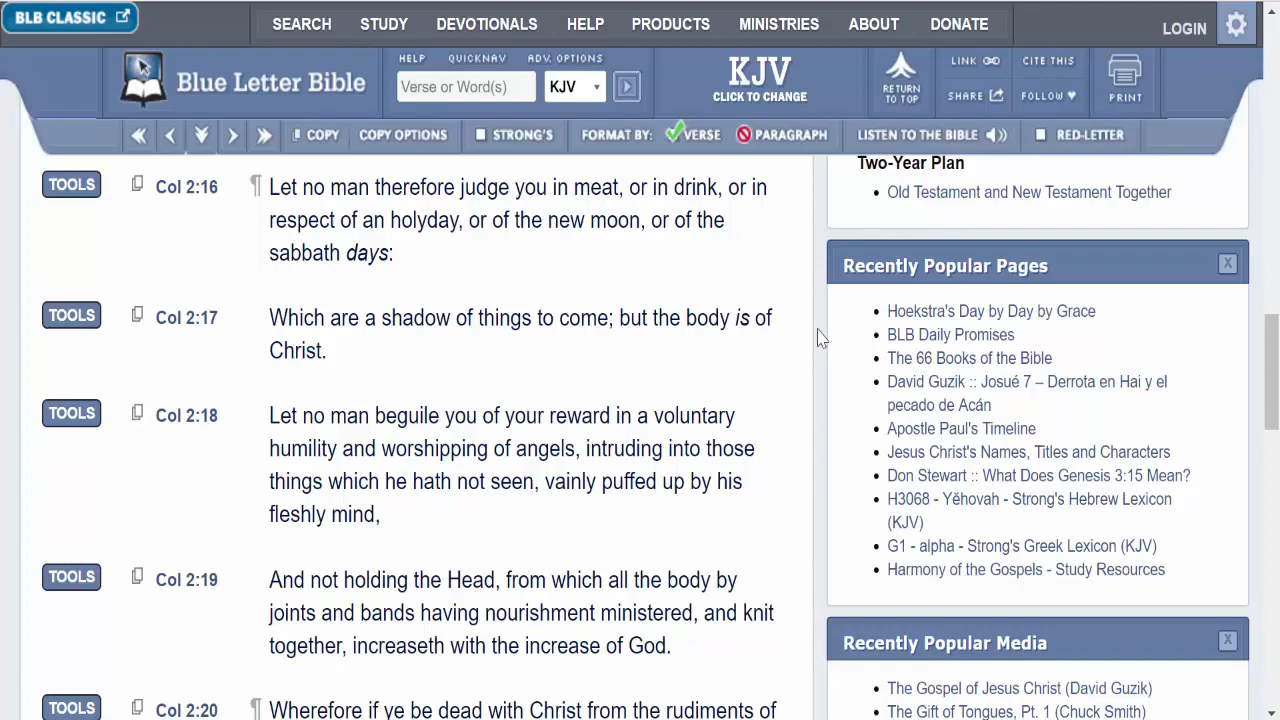 BLB CLASSIC
SEARCH STUDY DEVOTIONALS HELP PRODUCTS MINISTRIES ABOUT DONATE
LOGIN
Blue Letter Bible
HELP QUICKNAV ADV. OPTIONS
Verse or Word(s) KJV
KJV
CLICK TO CHANGE
RETURN
TO TOP
LINK CITE THIS
SHARE FOLLOW
PRINT
COPY COPY OPTIONS STRONG'S FORMAT BY: VERSE PARAGRAPH LISTEN TO THE BIBLE RED-LETTER
TOOLS Col 2:16 ¶ Let no man therefore judge you in meat, or in drink, or in
respect of an holyday, or of the new moon, or of the
sabbath days:
TOOLS Col 2:17 Which are a shadow of things to come; but the body is of
Christ.
TOOLS Col 2:18 Let no man beguile you of your reward in a voluntary
humility and worshipping of angels, intruding into those
things which he hath not seen, vainly puffed up by his
fleshly mind,
TOOLS Col 2:19 And not holding the Head, from which all the body by
joints and bands having nourishment ministered, and knit
together, increaseth with the increase of God.
TOOLS Col 2:20 ¶ Wherefore if ye be dead with Christ from the rudiments of
Two-Year Plan
• Old Testament and New Testament Together
Recently Popular Pages X
• Hoekstra's Day by Day by Grace
• BLB Daily Promises
• The 66 Books of the Bible
• David Guzik :: Josué 7 – Derrota en Hai y el
pecado de Acán
• Apostle Paul's Timeline
• Jesus Christ's Names, Titles and Characters
• Don Stewart :: What Does Genesis 3:15 Mean?
• H3068 - Yĕhovah - Strong's Hebrew Lexicon
(KJV)
• G1 - alpha - Strong's Greek Lexicon (KJV)
• Harmony of the Gospels - Study Resources
Recently Popular Media X
• The Gospel of Jesus Christ (David Guzik)
• The Gift of Tongues, Pt. 1 (Chuck Smith)